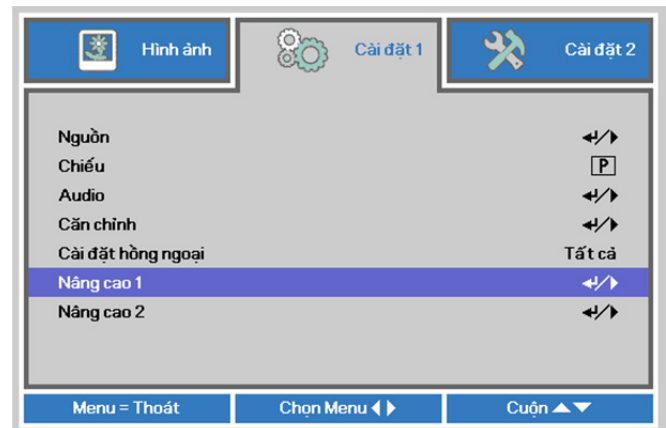 Hình ảnh
Cài đặt 1
Cài đặt 2
Nguồn
Chiếu P
Audio
Căn chỉnh
Cài đặt hồng ngoại Tất cả
Nâng cao 1
Nâng cao 2
Menu = Thoát
Chọn Menu
Cuộn